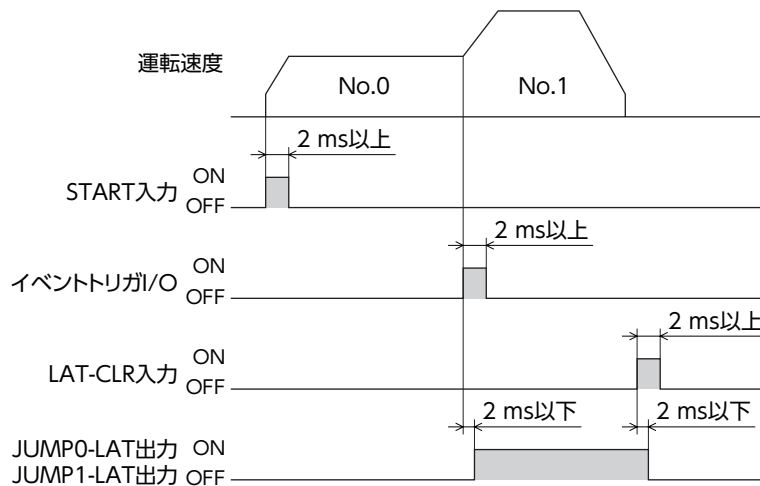 運転速度
No.0
No.1
2 ms以上
START入力
ON
OFF
2 ms以上
イベントトリガI/O
ON
OFF
2 ms以上
LAT-CLR入力
ON
OFF
2 ms以下
2 ms以下
JUMP0-LAT出力 ON
JUMP1-LAT出力 OFF